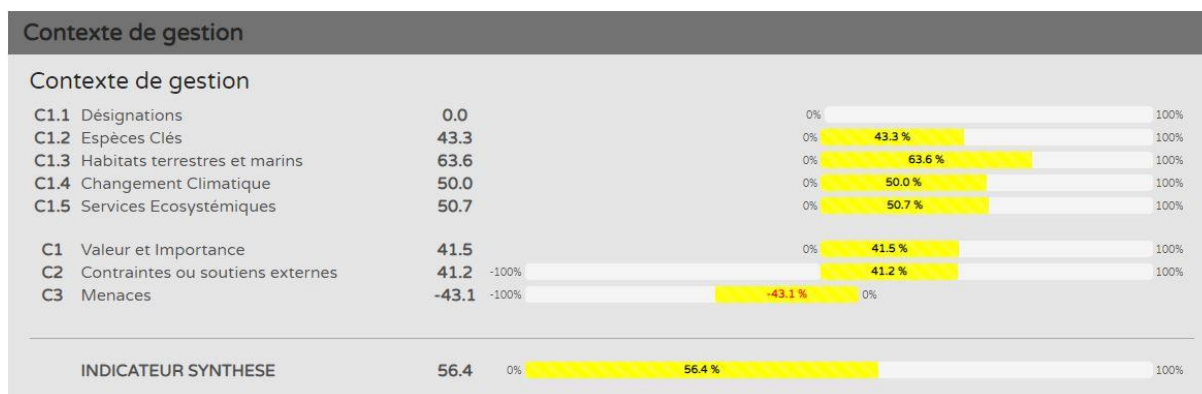 Contexte de gestion
Contexte de gestion
C1.1 Désignations 0.0 0% 100%
C1.2 Espèces Clés 43.3 0% 43.3 % 100%
C1.3 Habitats terrestres et marins 63.6 0% 63.6 % 100%
C1.4 Changement Climatique 50.0 0% 50.0 % 100%
C1.5 Services Ecosystémiques 50.7 0% 50.7 % 100%
C1 Valeur et Importance 41.5 0% 41.5 % 100%
C2 Contraintes ou soutiens externes 41.2 -100% 41.2 % 100%
C3 Menaces -43.1 -100% -43.1 % 0%
INDICATEUR SYNTHESE 56.4 0% 56.4 % 100%